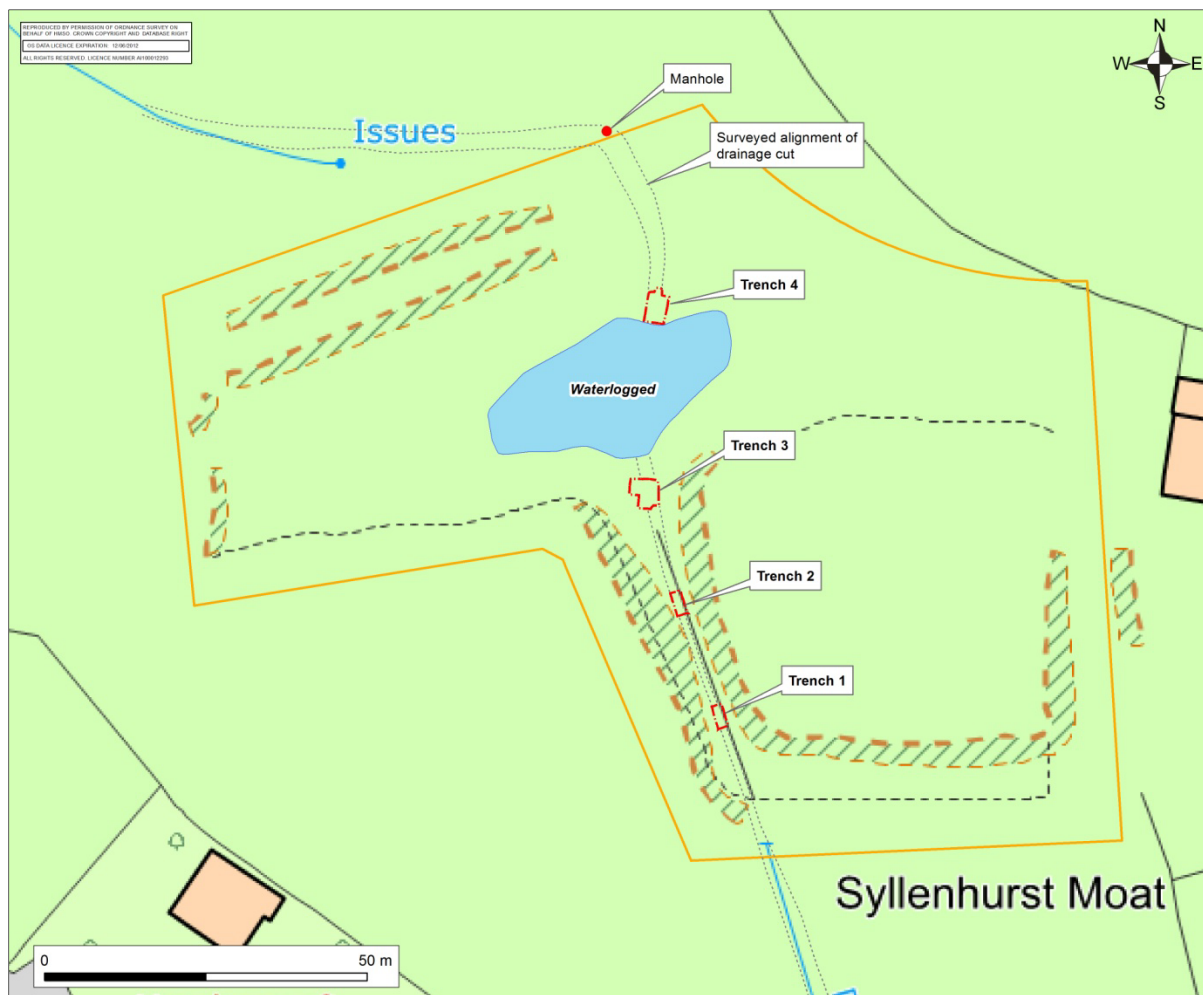 REPRODUCED BY PERMISSION OF ORDNANCE SURVEY ON
BEHALF OF HMSO. CROWN COPYRIGHT AND DATABASE RIGHT
OS DATA LICENCE EXPIRATION: 12/06/2012
ALL RIGHTS RESERVED. LICENCE NUMBER AI100012293
N
W
E
S
Manhole
Issues
Surveyed alignment of
drainage cut
Trench 4
Waterlogged
Trench 3
Trench 2
Trench 1
Syllenhurst Moat
0
50 m